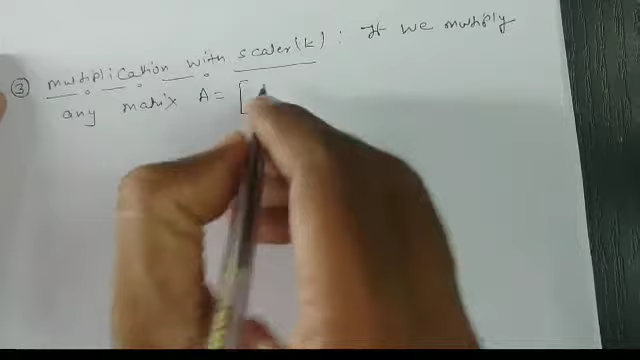 ③ multiplication with scaler(k) : If we multiply
any matrix A = [